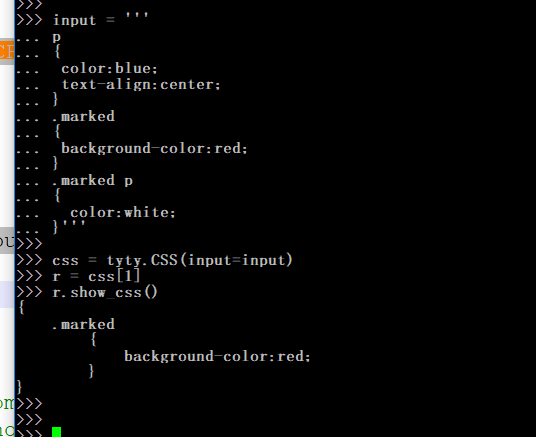 >>>
>>> input = '''
... p
... {
...  color:blue;
...  text-align:center;
... }
... .marked
... {
...  background-color:red;
... }
... .marked p
... {
...   color:white;
... }'''
>>>
>>> css = tyty.CSS(input=input)
>>> r = css[1]
>>> r.show_css()
{
    .marked
        {
            background-color:red;
        }
}
>>>
>>>
>>>